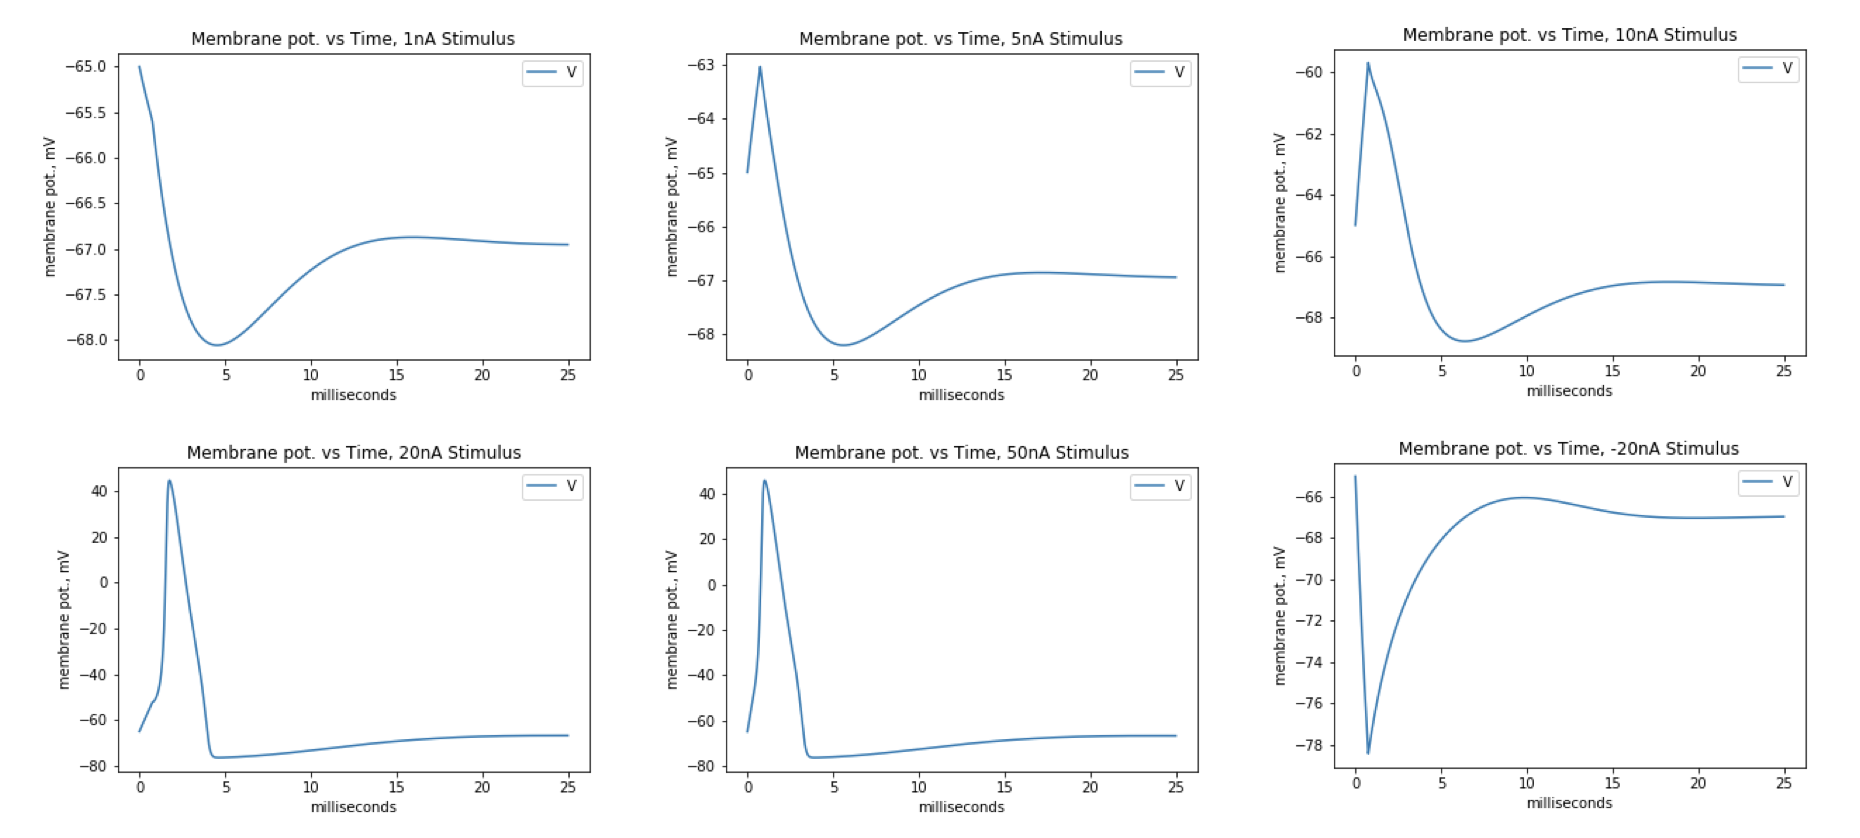 Membrane pot. vs Time, 1nA Stimulus
V
−65.0
−65.5
−66.0
−66.5
−67.0
−67.5
−68.0
membrane pot., mV
0 5 10 15 20 25
milliseconds
Membrane pot. vs Time, 5nA Stimulus
V
−63
−64
−65
−66
−67
−68
membrane pot., mV
0 5 10 15 20 25
milliseconds
Membrane pot. vs Time, 10nA Stimulus
V
−60
−62
−64
−66
−68
membrane pot., mV
0 5 10 15 20 25
milliseconds
Membrane pot. vs Time, 20nA Stimulus
V
40
20
0
−20
−40
−60
−80
membrane pot., mV
0 5 10 15 20 25
milliseconds
Membrane pot. vs Time, 50nA Stimulus
V
40
20
0
−20
−40
−60
−80
membrane pot., mV
0 5 10 15 20 25
milliseconds
Membrane pot. vs Time, -20nA Stimulus
V
−66
−68
−70
−72
−74
−76
−78
membrane pot., mV
0 5 10 15 20 25
milliseconds